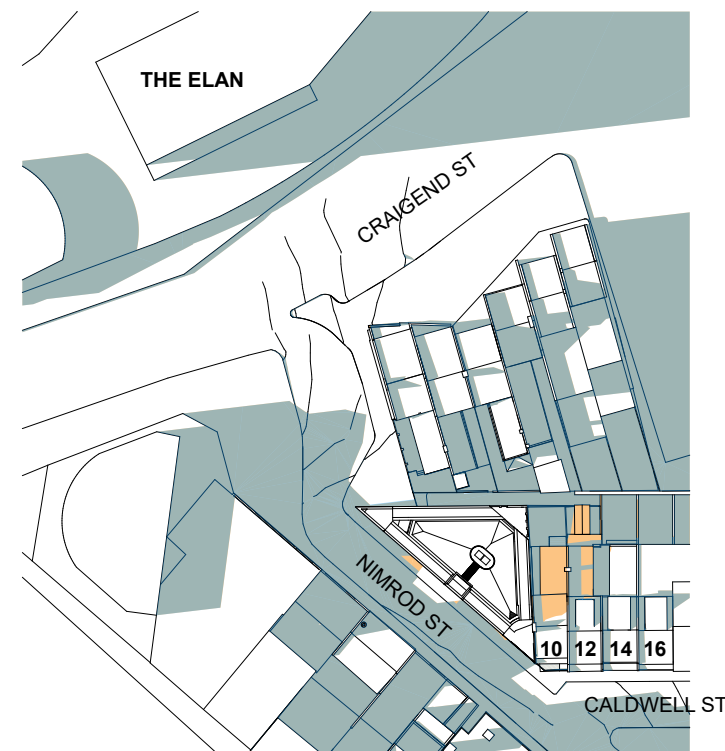 THE ELAN
CRAIGEND ST
NIMROD ST
10 12 14 16
CALDWELL ST